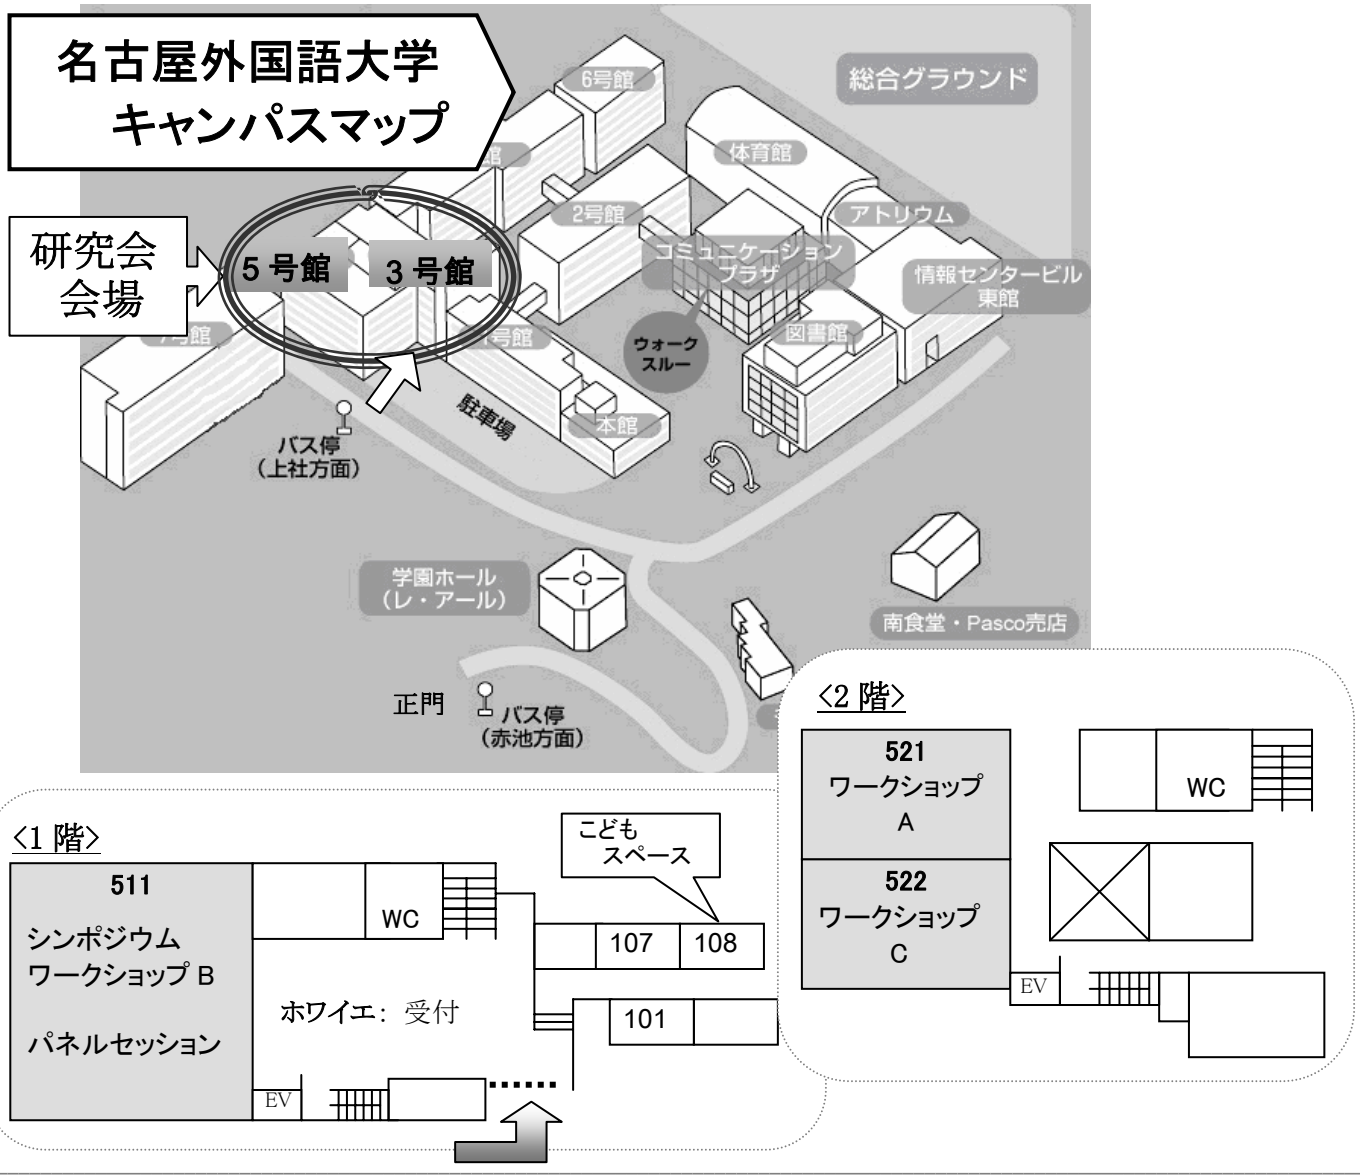 名古屋外国語大学
キャンパスマップ
総合グラウンド
6号館
館
体育館
2号館
アトリウム
コミュニケーション
プラザ
情報センタービル
東館
研究会
会場
5号館
3号館
7号館
1号館
ウォーク
スルー
図書館
駐車場
本館
バス停
(上社方面)
学園ホール
(レ・アール)
南食堂・Pasco売店
正門
バス停
(赤池方面)
<2 階>
521
ワークショップ
A
WC
522
ワークショップ
C
EV
<1 階>
511
シンポジウム
ワークショップ B
パネルセッション
WC
こども
スペース
107
108
ホワイエ: 受付
101
EV